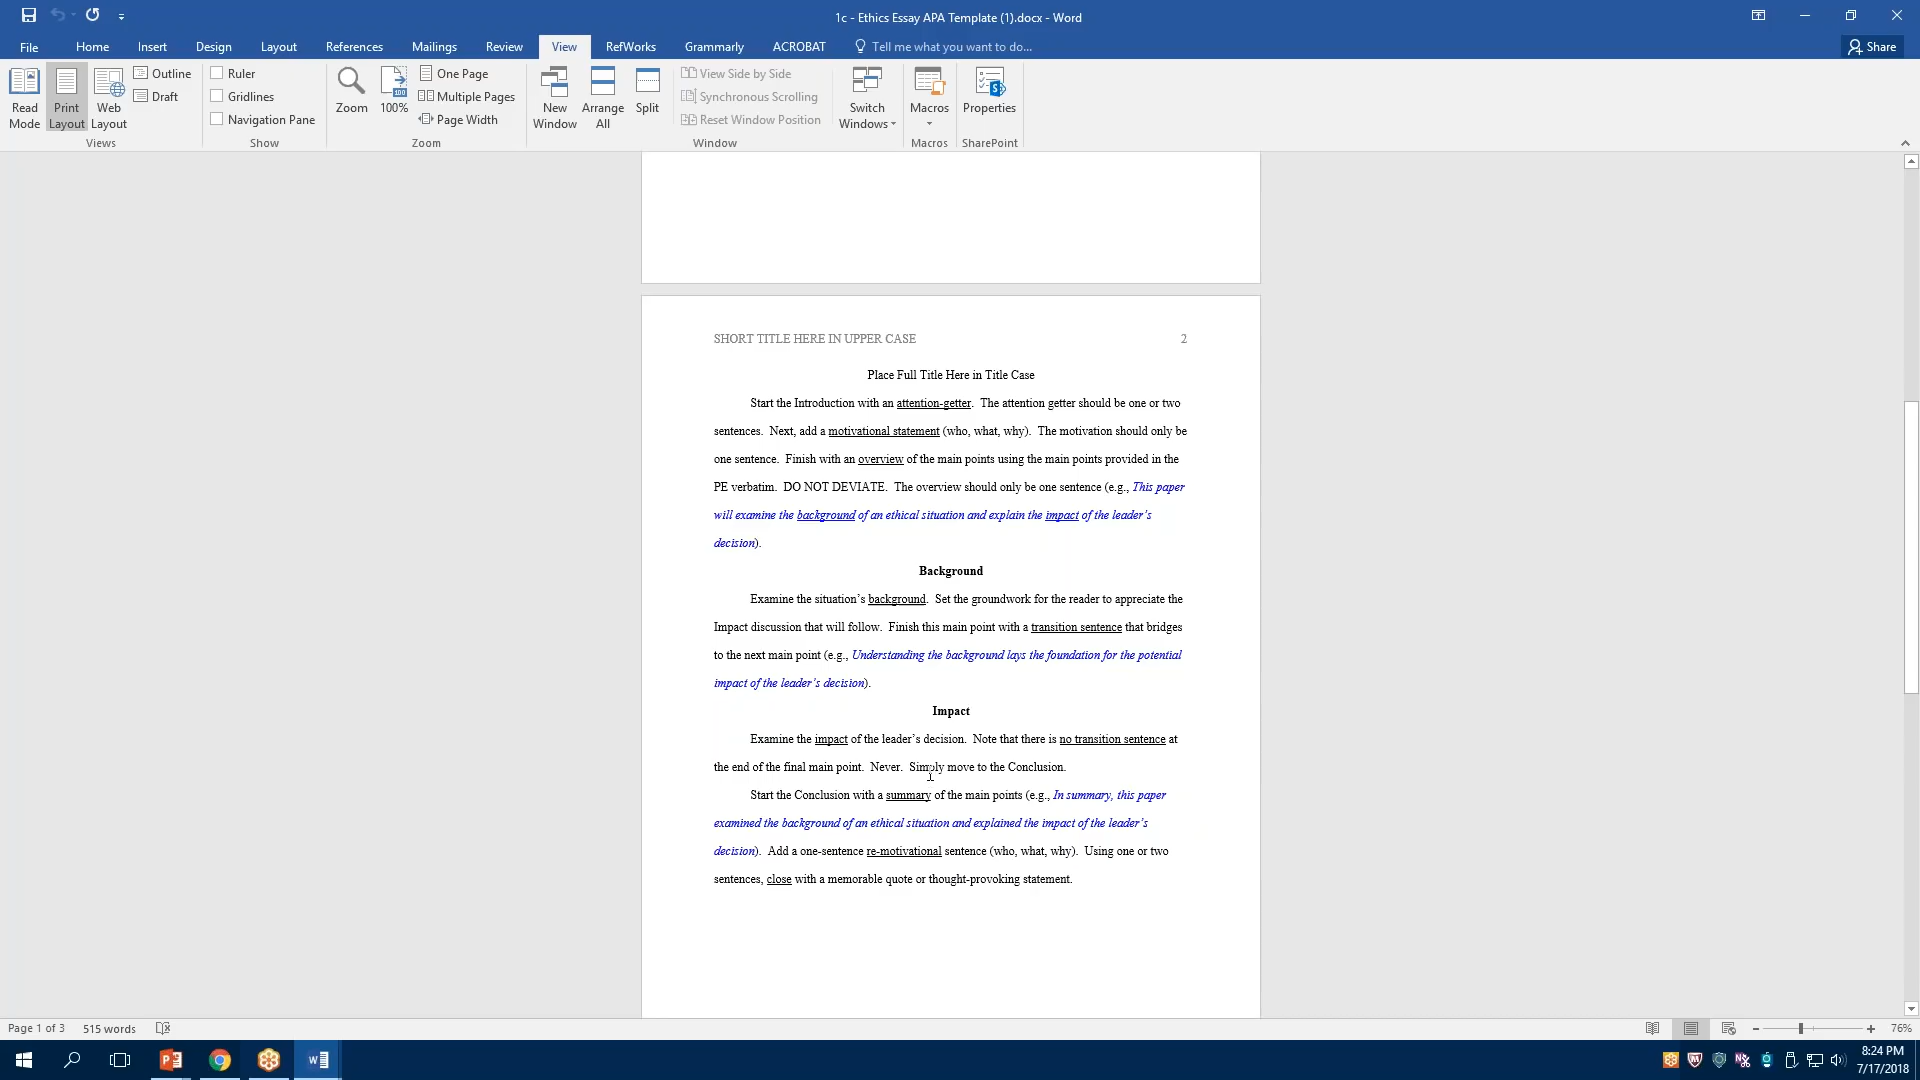 1c - Ethics Essay APA Template (1).docx - Word
File Home Insert Design Layout References Mailings Review View RefWorks Grammarly ACROBAT Tell me what you want to do... Share
Read Mode
Print Layout
Web Layout
Outline
Draft
Views
Ruler
Gridlines
Navigation Pane
Show
Zoom
100
100%
One Page
Multiple Pages
Page Width
Zoom
New Window
Arrange All
Split
View Side by Side
Synchronous Scrolling
Reset Window Position
Switch Windows
Window
Macros
Macros
Properties
SharePoint
SHORT TITLE HERE IN UPPER CASE 2
Place Full Title Here in Title Case
Start the Introduction with an attention-getter. The attention getter should be one or two
sentences. Next, add a motivational statement (who, what, why). The motivation should only be
one sentence. Finish with an overview of the main points using the main points provided in the
PE verbatim. DO NOT DEVIATE. The overview should only be one sentence (e.g., This paper
will examine the background of an ethical situation and explain the impact of the leader’s
decision).
Background
Examine the situation’s background. Set the groundwork for the reader to appreciate the
Impact discussion that will follow. Finish this main point with a transition sentence that bridges
to the next main point (e.g., Understanding the background lays the foundation for the potential
impact of the leader’s decision).
Impact
Examine the impact of the leader’s decision. Note that there is no transition sentence at
the end of the final main point. Never. Simply move to the Conclusion.
Start the Conclusion with a summary of the main points (e.g., In summary, this paper
examined the background of an ethical situation and explained the impact of the leader’s
decision). Add a one-sentence re-motivational sentence (who, what, why). Using one or two
sentences, close with a memorable quote or thought-provoking statement.
Page 1 of 3 515 words 76%
8:24 PM
7/17/2018